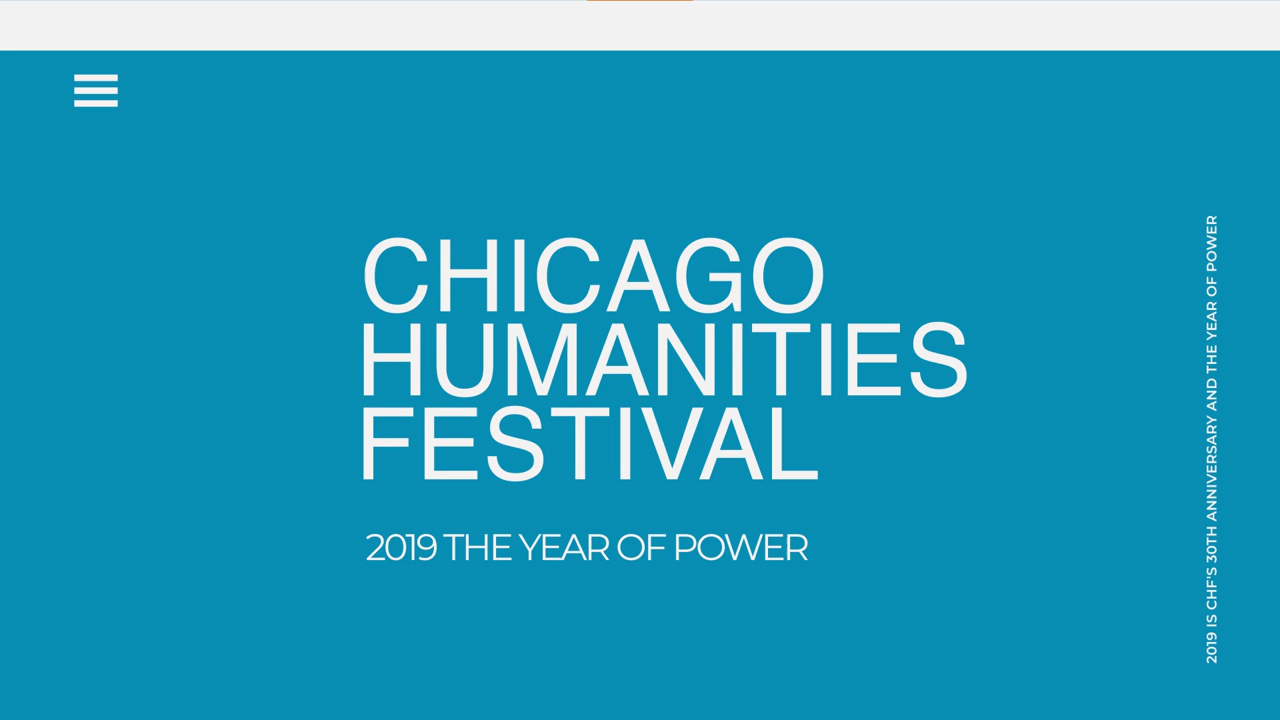 CHICAGO
HUMANITIES
FESTIVAL
2019 THE YEAR OF POWER
2019 IS CHF'S 30TH ANNIVERSARY AND THE YEAR OF POWER